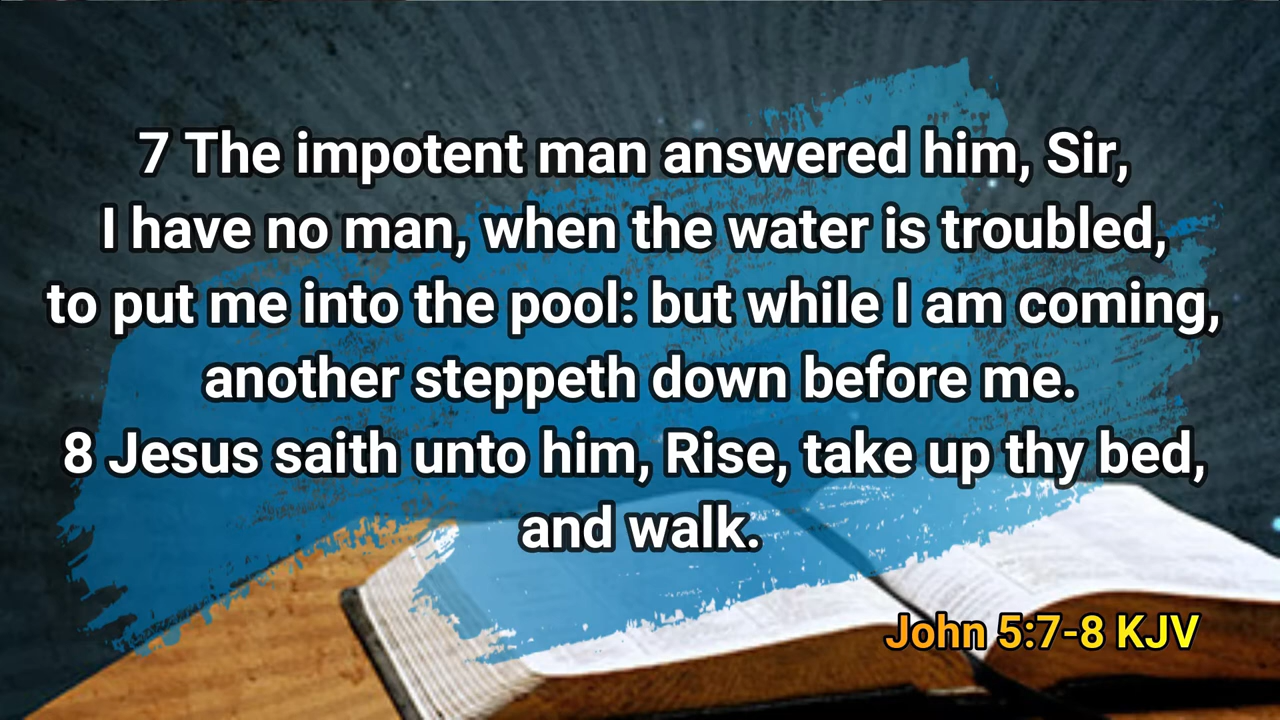 7 The impotent man answered him, Sir,
I have no man, when the water is troubled,
to put me into the pool: but while I am coming,
another steppeth down before me.
8 Jesus saith unto him, Rise, take up thy bed,
and walk.
John 5:7-8 KJV